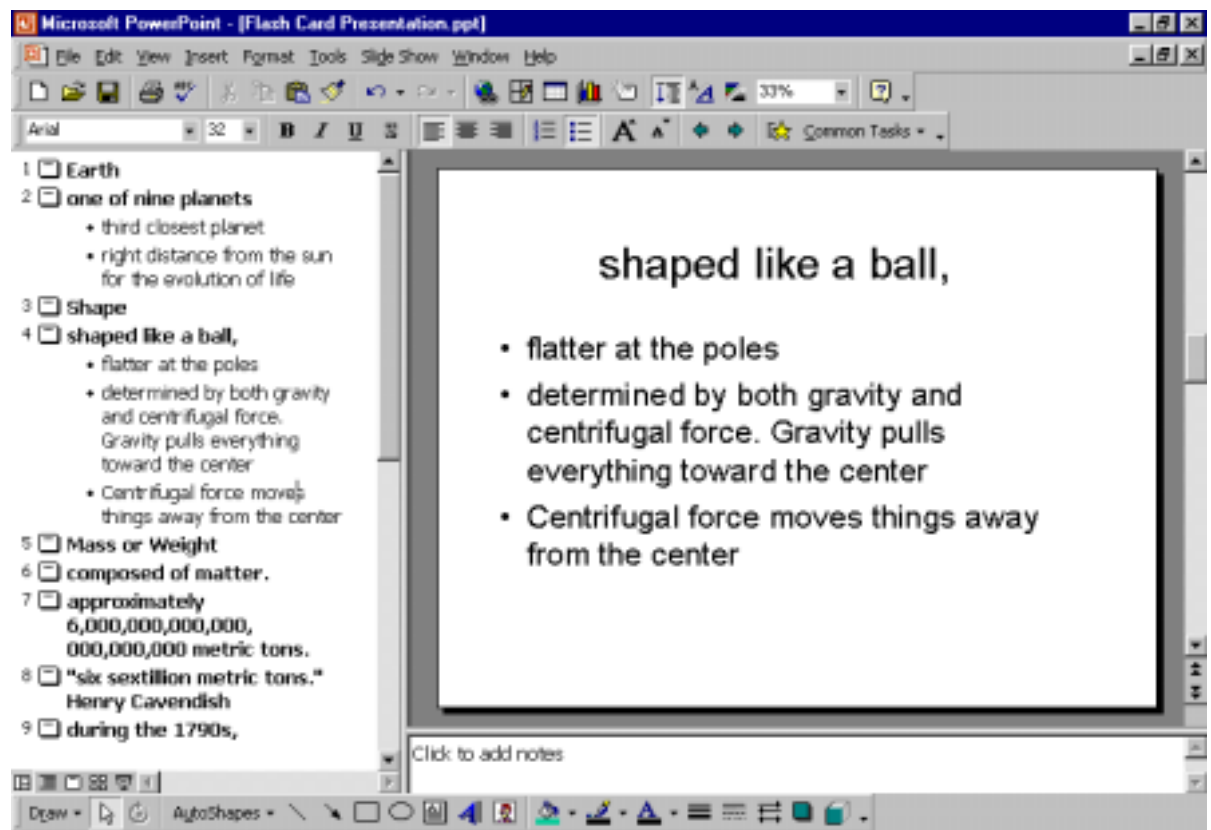 Microsoft PowerPoint - [Flash Card Presentation.ppt]
File Edit View Insert Format Tools Slide Show Window Help
33%
Arial 32 B I U S A A Common Tasks
1 Earth
2 one of nine planets
• third closest planet
• right distance from the sun
for the evolution of life
3 Shape
4 shaped like a ball,
• flatter at the poles
• determined by both gravity
and centrifugal force.
Gravity pulls everything
toward the center
• Centrifugal force moves
things away from the center
5 Mass or Weight
6 composed of matter.
7 approximately
6,000,000,000,000,
000,000,000 metric tons.
8 "six sextillion metric tons."
Henry Cavendish
9 during the 1790s,
shaped like a ball,
• flatter at the poles
• determined by both gravity and
centrifugal force. Gravity pulls
everything toward the center
• Centrifugal force moves things away
from the center
Click to add notes
Draw AutoShapes